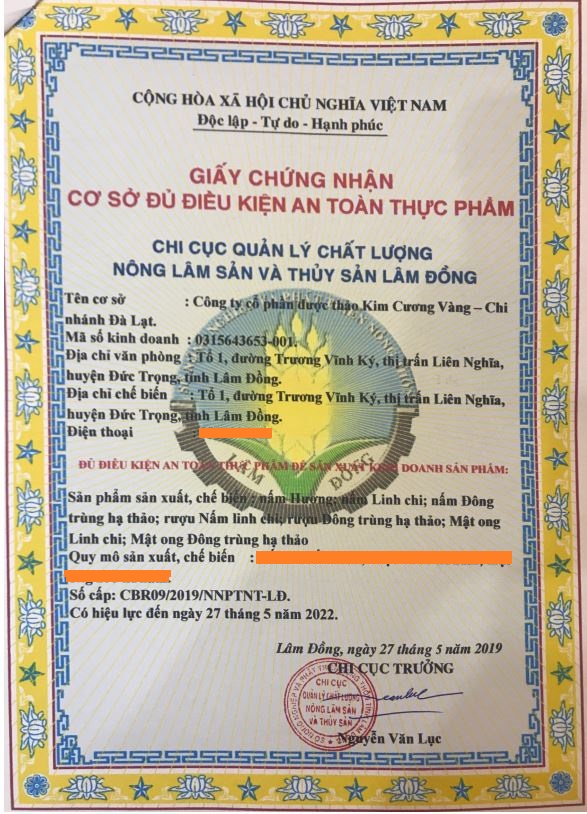 CỘNG HÒA XÃ HỘI CHỦ NGHĨA VIỆT NAM
Độc lập - Tự do - Hạnh phúc
GIẤY CHỨNG NHẬN
CƠ SỞ ĐỦ ĐIỀU KIỆN AN TOÀN THỰC PHẨM
CHI CỤC QUẢN LÝ CHẤT LƯỢNG
NÔNG LÂM SẢN VÀ THỦY SẢN LÂM ĐỒNG
Tên cơ sở : Công ty cổ phần dược thảo Kim Cương Vàng – Chi
nhánh Đà Lạt.
Mã số kinh doanh : 0315643653-001.
Địa chỉ văn phòng : Tổ 1, đường Trương Vĩnh Ký, thị trấn Liên Nghĩa,
huyện Đức Trọng, tỉnh Lâm Đồng.
Địa chỉ chế biến : Tổ 1, đường Trương Vĩnh Ký, thị trấn Liên Nghĩa,
huyện Đức Trọng, tỉnh Lâm Đồng.
Điện thoại :
LÂM ĐỒNG
ĐỦ ĐIỀU KIỆN AN TOÀN THỰC PHẨM ĐỂ SẢN XUẤT KINH DOANH SẢN PHẨM:
Sản phẩm sản xuất, chế biến : nấm Hương; nấm Linh chi; nấm Đông
trùng hạ thảo; rượu Nấm linh chi; rượu Đông trùng hạ thảo; Mật ong
Linh chi; Mật ong Đông trùng hạ thảo
Quy mô sản xuất, chế biến :
Số cấp: CBR09/2019/NNPTNT-LĐ.
Có hiệu lực đến ngày 27 tháng 5 năm 2022.
Lâm Đồng, ngày 27 tháng 5 năm 2019
CHI CỤC TRƯỞNG
CHI CỤC
QUẢN LÝ CHẤT LƯỢNG
NÔNG LÂM SẢN
VÀ THỦY SẢN
Nguyễn Văn Lục